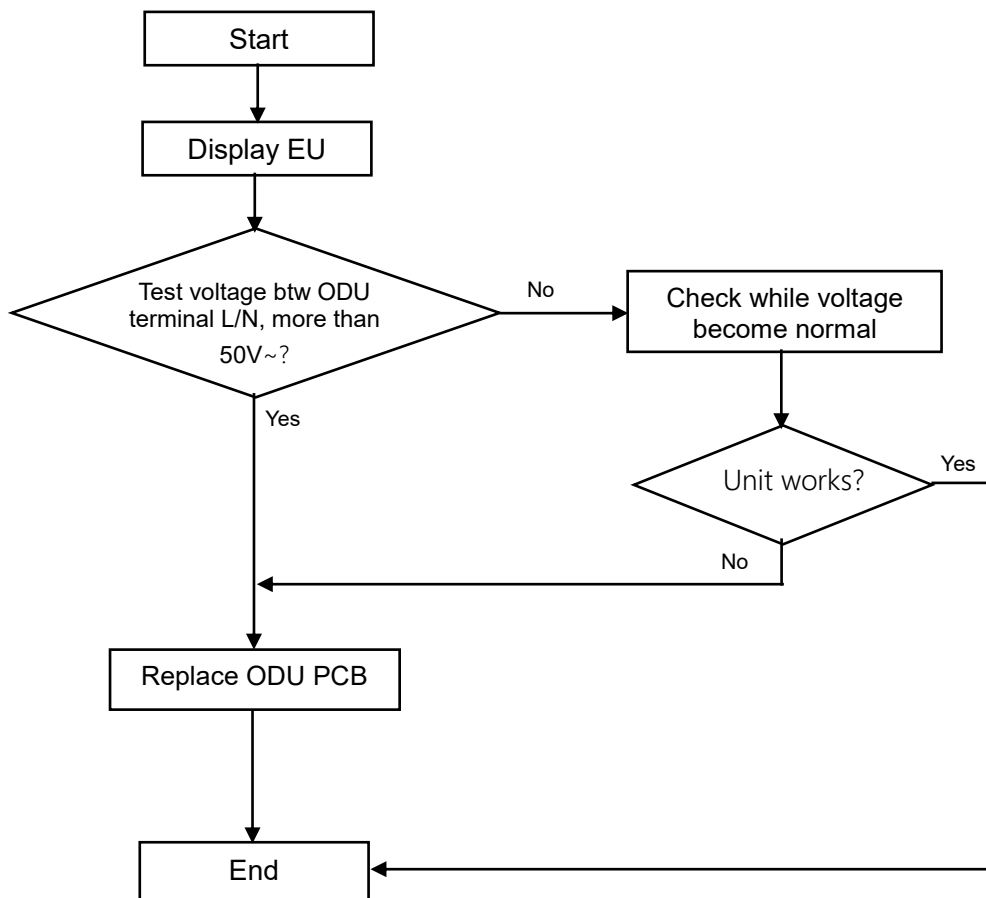 Start
Display EU
Test voltage btw ODU
terminal L/N, more than
50V~?
No
Check while voltage
become normal
Yes
Unit works?
Yes
No
Replace ODU PCB
End